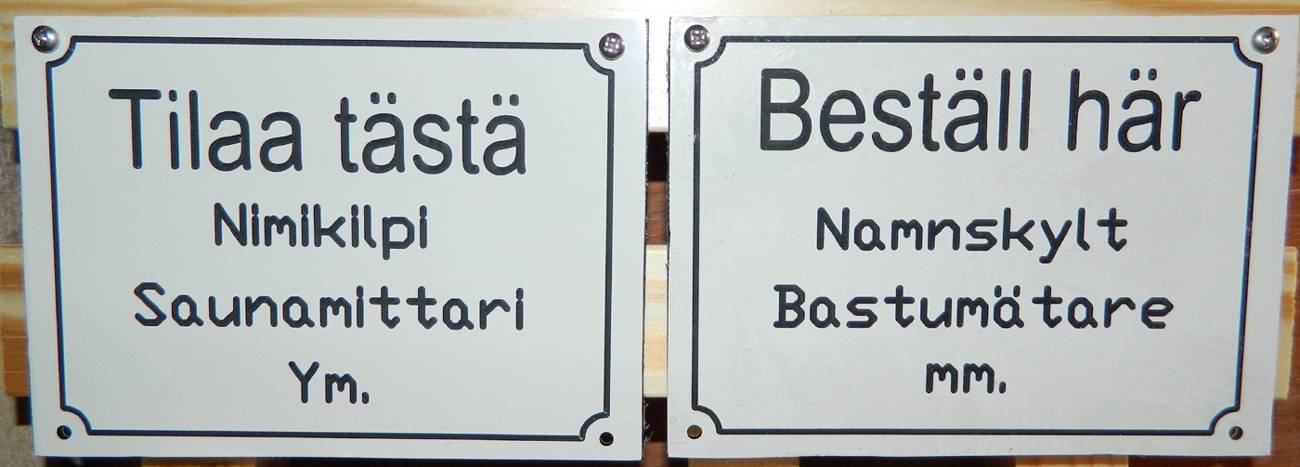 Tilaa tästä
Nimikilpi
Saunamittari
Ym.
Beställ här
Namnskylt
Bastumätare
mm.